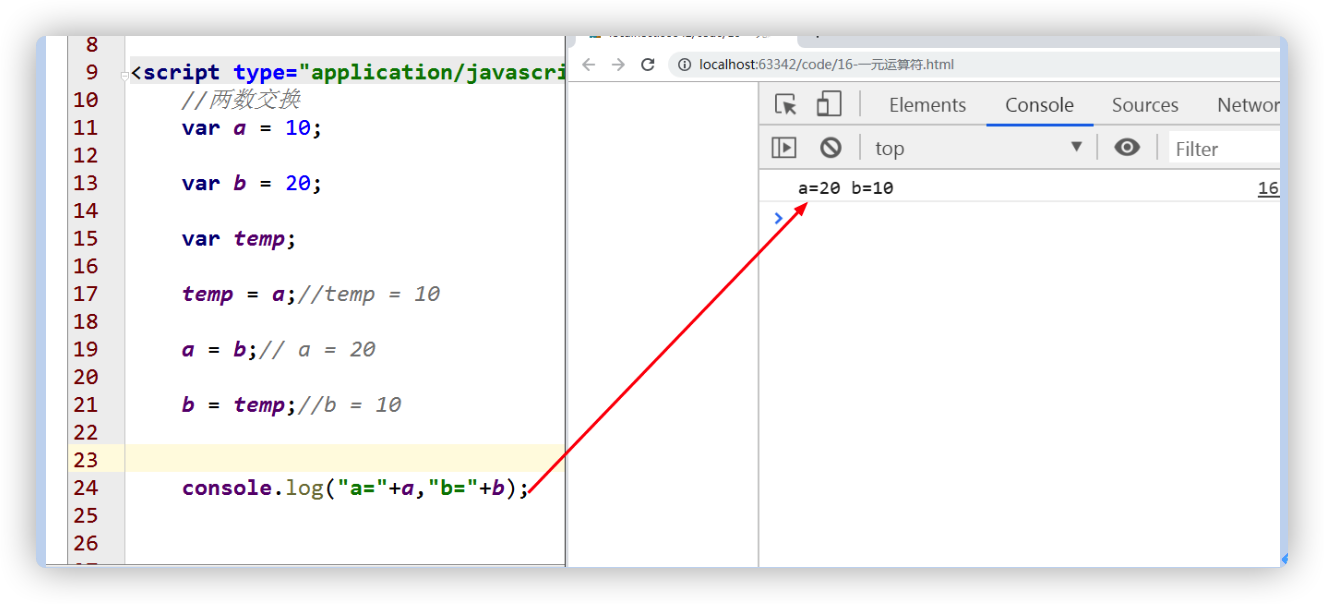 8
9 <script type="application/javascri
10 //两数交换
11 var a = 10;
12
13 var b = 20;
14
15 var temp;
16
17 temp = a;//temp = 10
18
19 a = b;// a = 20
20
21 b = temp;//b = 10
22
23
24 console.log("a="+a,"b="+b);
25
26
localhost:63342/code/16-一元运算符.html
Elements Console Sources Networ
top Filter
a=20 b=10 16